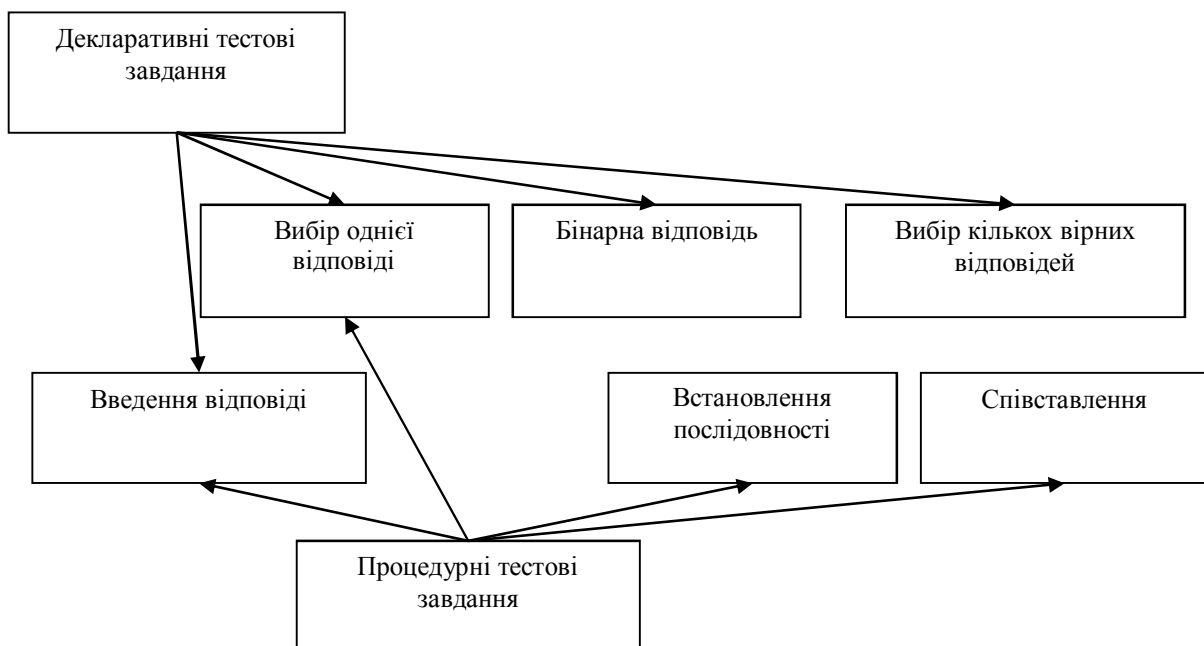 Декларативні тестові
завдання
Вибір однієї
відповіді
Бінарна відповідь
Вибір кількох вірних
відповідей
Введення відповіді
Встановлення
послідовності
Співставлення
Процедурні тестові
завдання